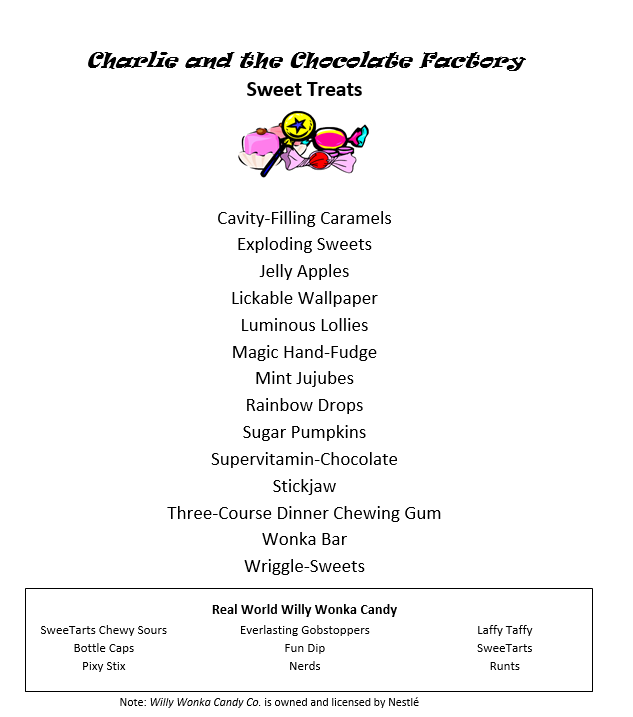 Charlie and the Chocolate Factory
Sweet Treats
Cavity-Filling Caramels
Exploding Sweets
Jelly Apples
Lickable Wallpaper
Luminous Lollies
Magic Hand-Fudge
Mint Jujubes
Rainbow Drops
Sugar Pumpkins
Supervitamin-Chocolate
Stickjaw
Three-Course Dinner Chewing Gum
Wonka Bar
Wriggle-Sweets
Real World Willy Wonka Candy
SweeTarts Chewy Sours Everlasting Gobstoppers Laffy Taffy
Bottle Caps Fun Dip SweeTarts
Pixy Stix Nerds Runts
Note: Willy Wonka Candy Co. is owned and licensed by Nestlé